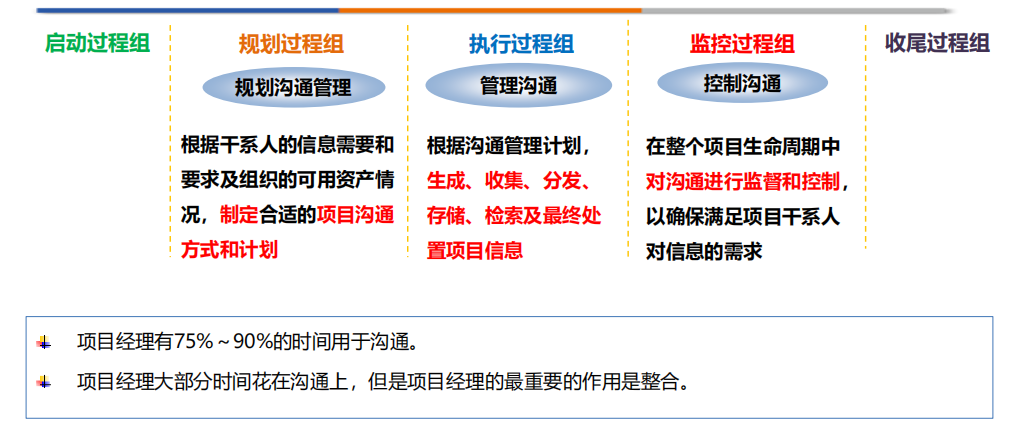 启动过程组
规划过程组
执行过程组
监控过程组
收尾过程组
规划沟通管理
管理沟通
控制沟通
根据干系人的信息需要和
要求及组织的可用资产情
况，制定合适的项目沟通
方式和计划
根据沟通管理计划，
生成、收集、分发、
存储、检索及最终处
置项目信息
在整个项目生命周期中
对沟通进行监督和控制，
以确保满足项目干系人
对信息的需求
项目经理有75%～90%的时间用于沟通。
项目经理大部分时间花在沟通上，但是项目经理的最重要的作用是整合。